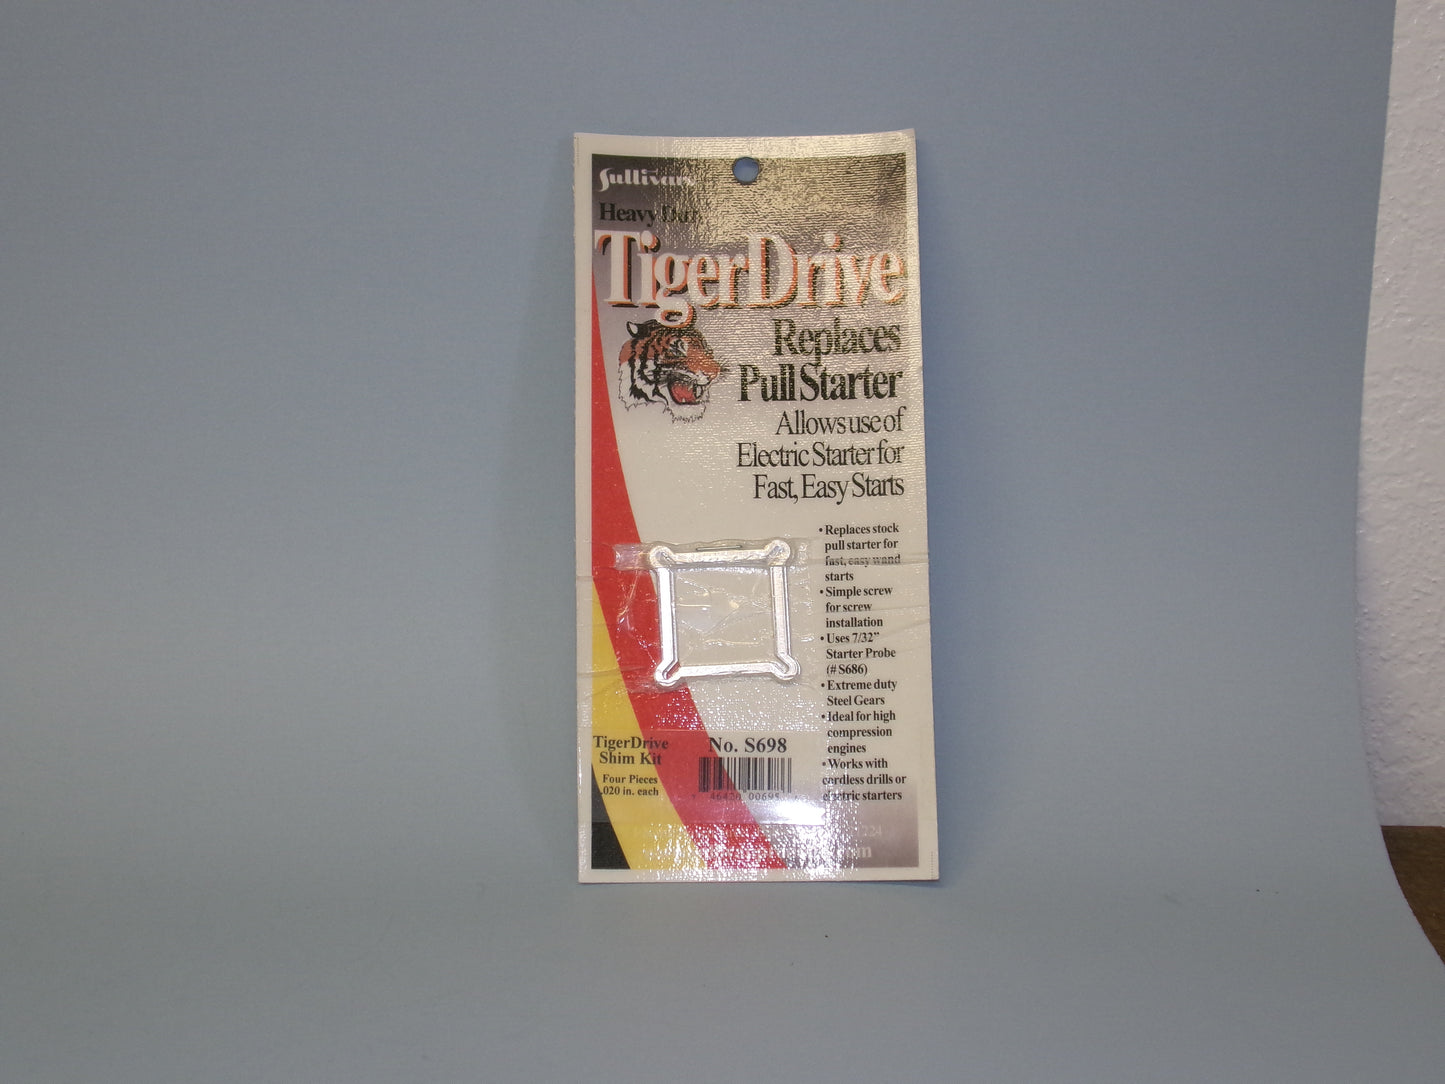 Sullivan
Heavy Duty
TigerDrive
Replaces
Pull Starter
Allows use of
Electric Starter for
Fast, Easy Starts
• Replaces stock
pull starter for
fast, easy wand
starts
• Simple screw
for screw
installation
• Uses 7/32"
Starter Probe
(# S686)
• Extreme duty
Steel Gears
• Ideal for high
compression
engines
• Works with
cordless drills or
electric starters
TigerDrive
Shim Kit
Four Pieces
.020 in. each
No. S698